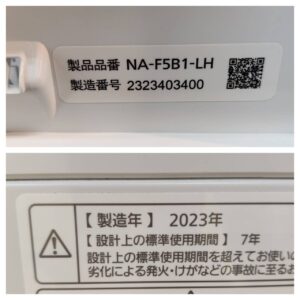 製品品番 NA-F5B1-LH
製造番号 2323403400
【製造年】2023年
【設計上の標準使用期間】7年
設計上の標準使用期間を超えてお使い
劣化による発火・けがなどの事故に至るお